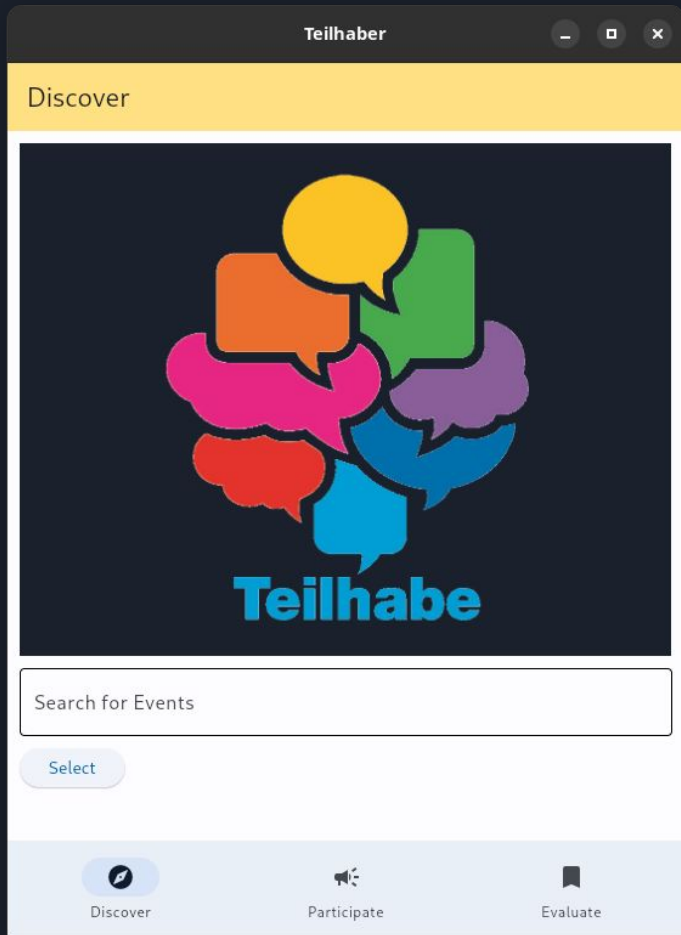 Teilhaber
Discover
Teilhabe
Search for Events
Select
Discover
Participate
Evaluate